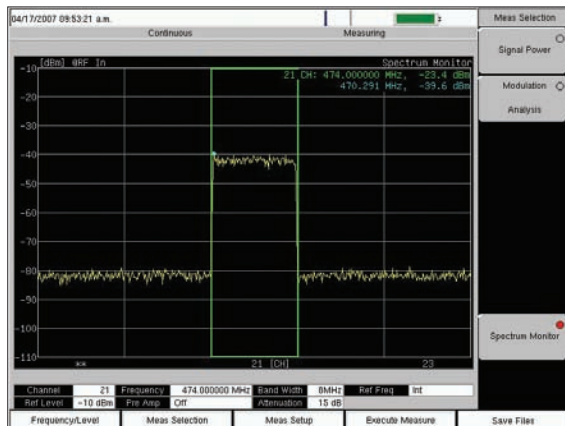 04/17/2007 09:53:21 a.m.
Meas Selection
Continuous
Measuring
Signal Power
[dBm] @RF In
Spectrum Monitor
21 CH: 474.000000 MHz, -23.4 dBm
470.291 MHz, -39.6 dBm
Modulation
Analysis
-10
-20
-30
-40
-50
-60
-70
-80
-90
-100
-110
** 21 [CH] 23
Spectrum Monitor
Channel 21 Frequency 474.000000 MHz Band Width 8MHz Ref Freq Int
Ref Level -10 dBm Pre Amp Off Attenuation 15 dB
Frequency/Level Meas Selection Meas Setup Execute Measure Save Files